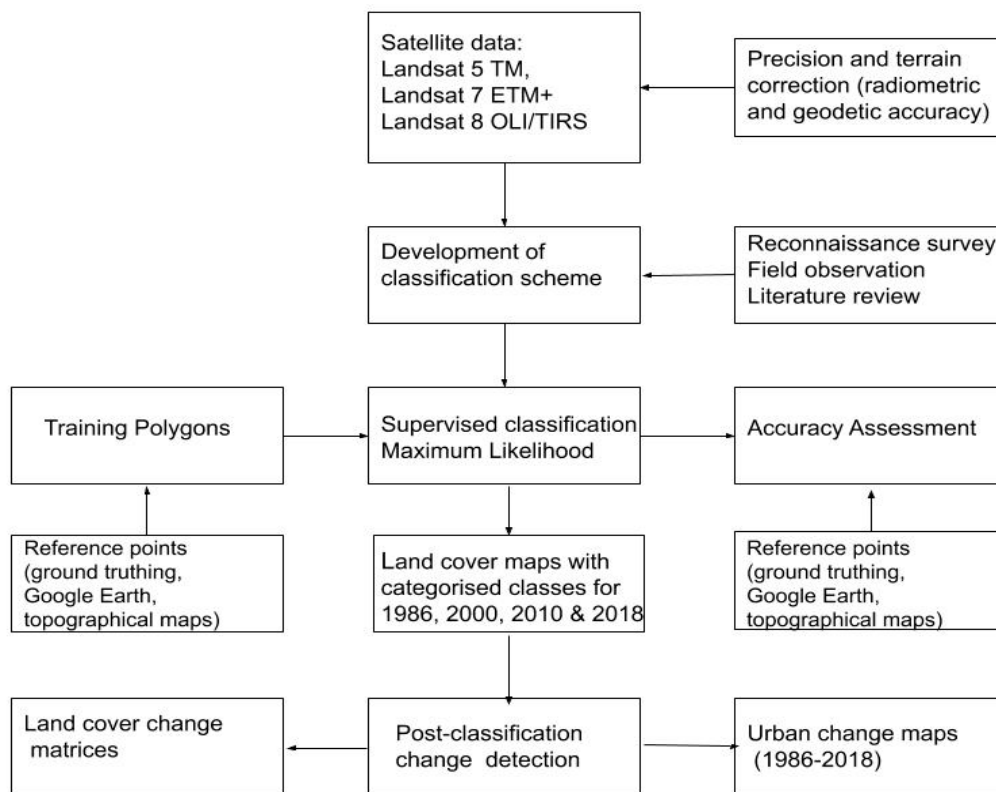 Satellite data:
Landsat 5 TM,
Landsat 7 ETM+
Landsat 8 OLI/TIRS
Precision and terrain
correction (radiometric
and geodetic accuracy)
Development of
classification scheme
Reconnaissance survey
Field observation
Literature review
Training Polygons
Supervised classification
Maximum Likelihood
Accuracy Assessment
Reference points
(ground truthing,
Google Earth,
topographical maps)
Land cover maps with
categorised classes for
1986, 2000, 2010 & 2018
Reference points
(ground truthing,
Google Earth,
topographical maps)
Land cover change
matrices
Post-classification
change detection
Urban change maps
(1986-2018)